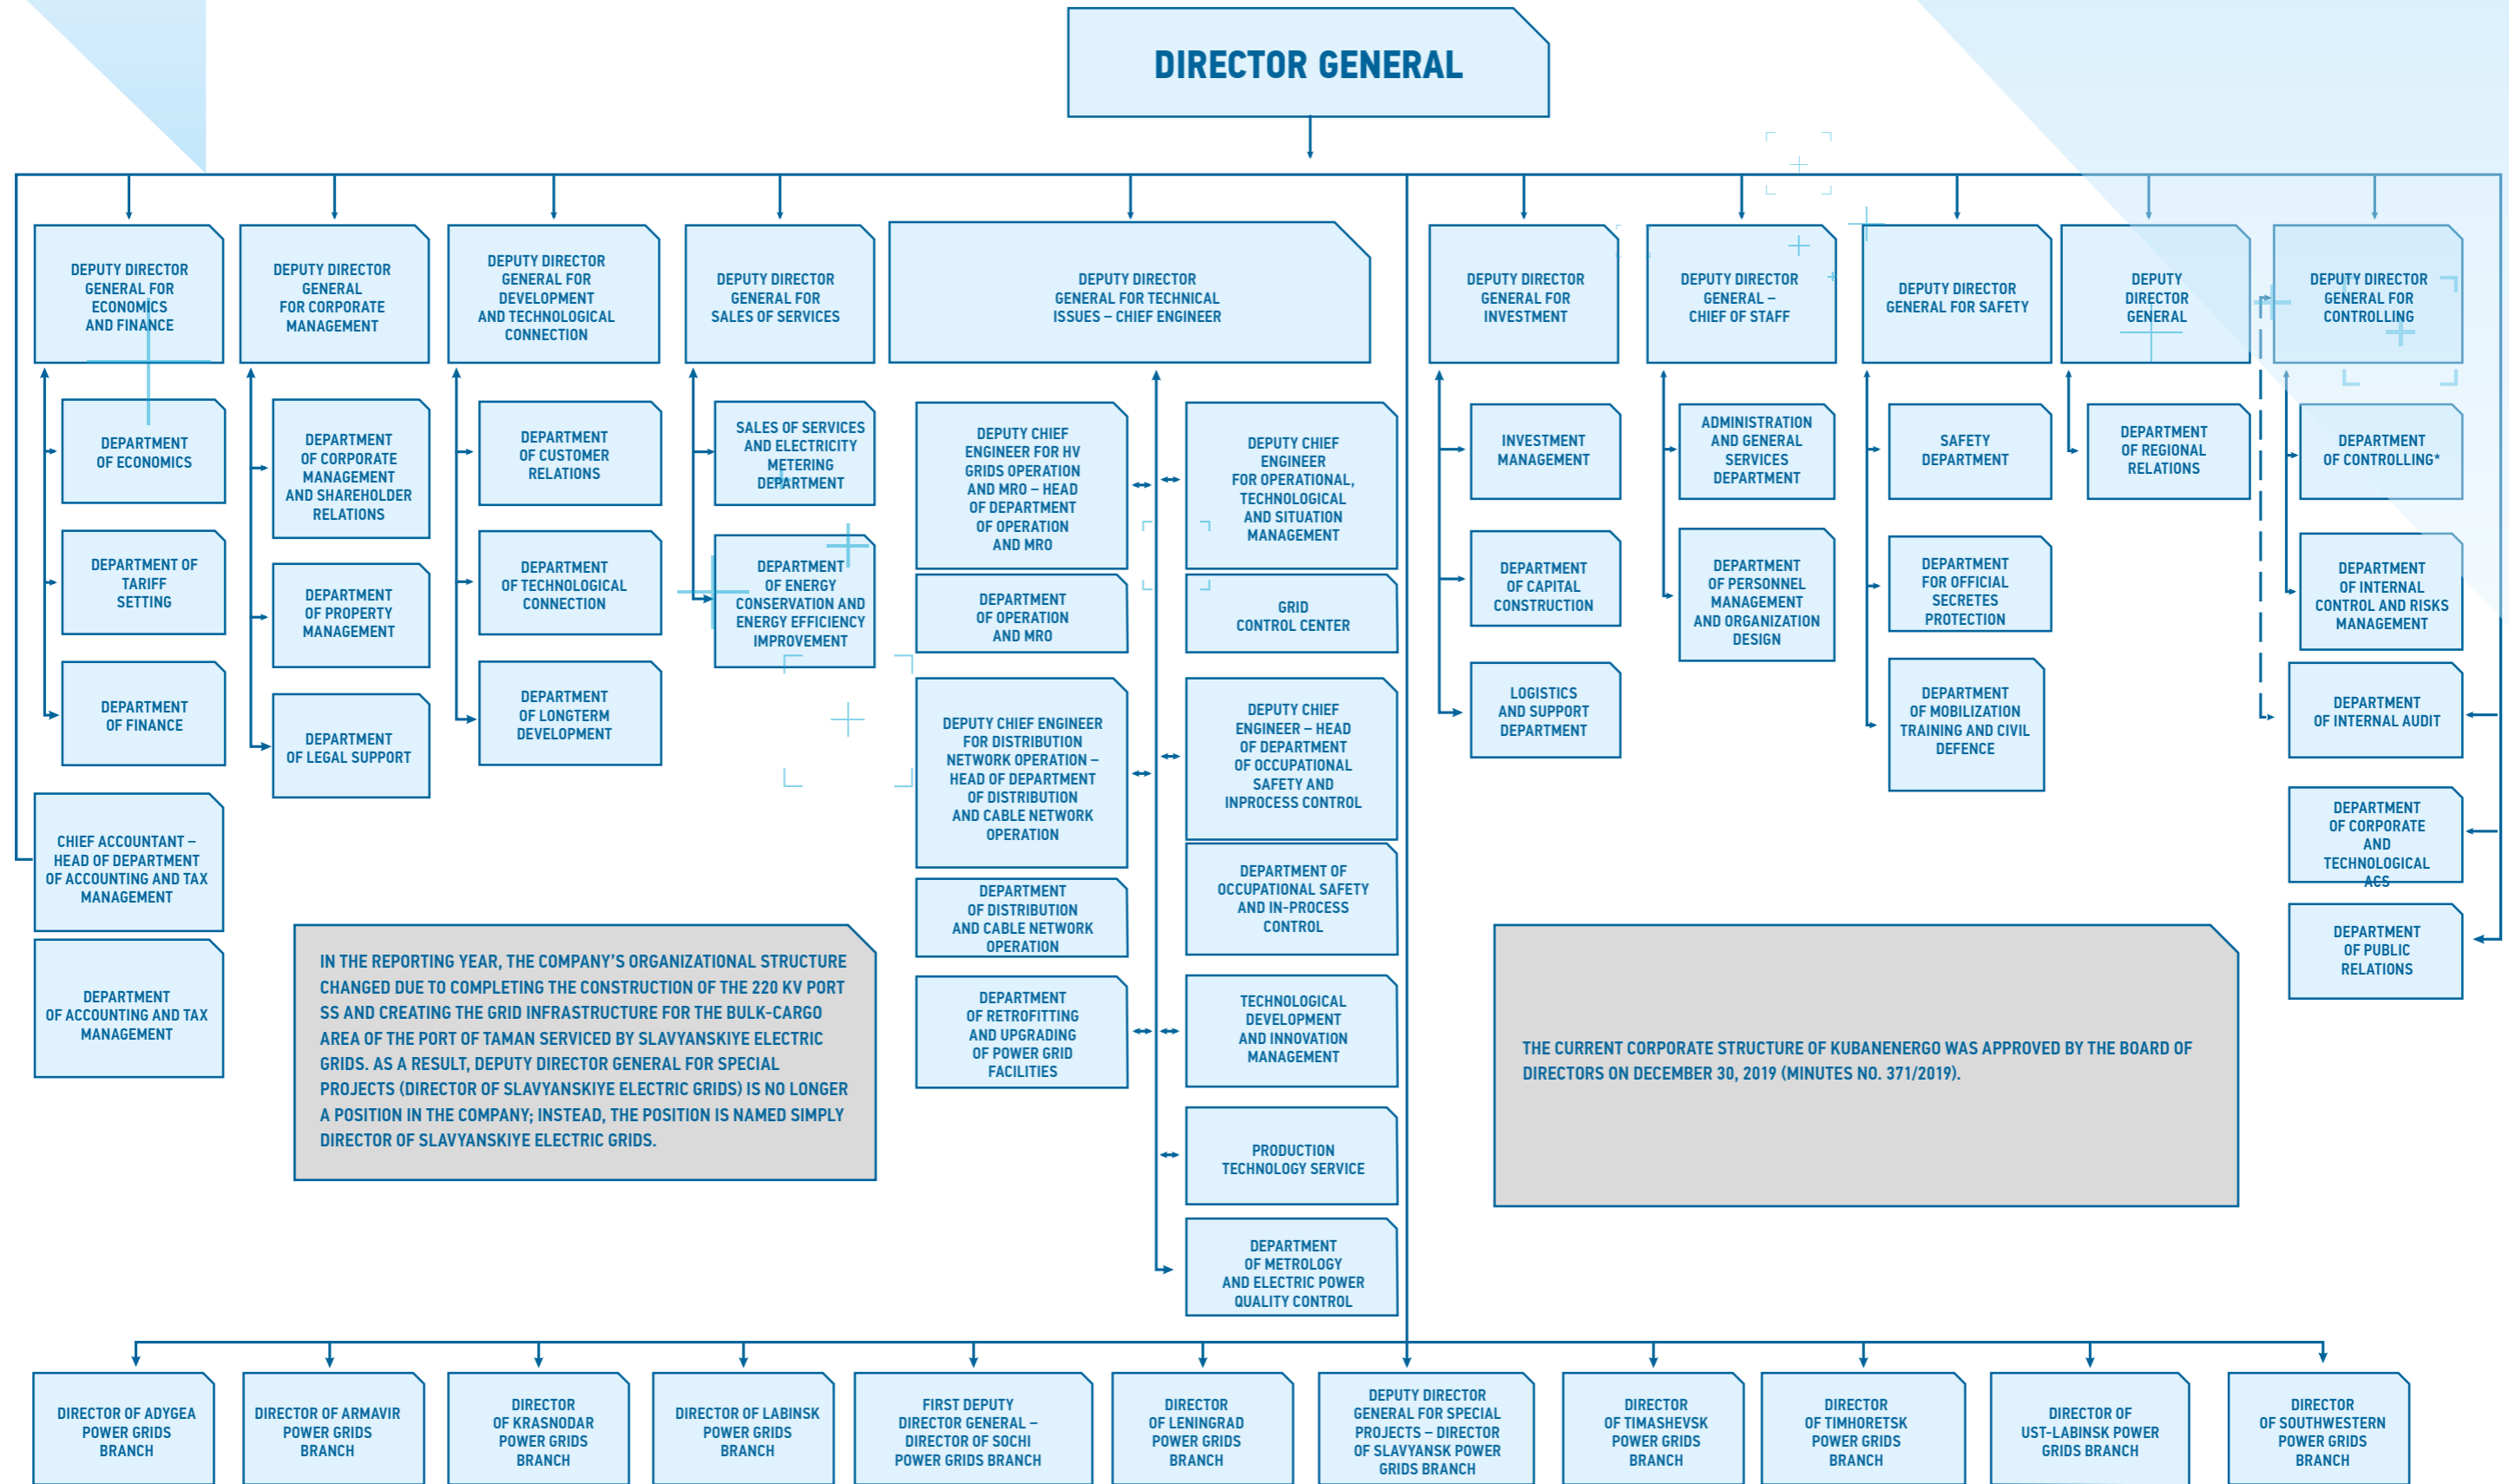 DIRECTOR GENERAL
DEPUTY DIRECTOR
GENERAL FOR
ECONOMICS
AND FINANCE
DEPUTY DIRECTOR
GENERAL
FOR CORPORATE
MANAGEMENT
DEPUTY DIRECTOR
GENERAL FOR
DEVELOPMENT
AND TECHNOLOGICAL
CONNECTION
DEPUTY DIRECTOR
GENERAL FOR
SALES OF SERVICES
DEPUTY DIRECTOR
GENERAL FOR TECHNICAL
ISSUES – CHIEF ENGINEER
DEPUTY DIRECTOR
GENERAL FOR
INVESTMENT
DEPUTY DIRECTOR
GENERAL –
CHIEF OF STAFF
DEPUTY DIRECTOR
GENERAL FOR SAFETY
DEPUTY
DIRECTOR
GENERAL
DEPUTY DIRECTOR
GENERAL FOR
CONTROLLING
DEPARTMENT
OF ECONOMICS
DEPARTMENT OF
TARIFF
SETTING
DEPARTMENT
OF FINANCE
CHIEF ACCOUNTANT –
HEAD OF DEPARTMENT
OF ACCOUNTING AND TAX
MANAGEMENT
DEPARTMENT
OF ACCOUNTING AND TAX
MANAGEMENT
DEPARTMENT
OF CORPORATE
MANAGEMENT
AND SHAREHOLDER
RELATIONS
DEPARTMENT
OF PROPERTY
MANAGEMENT
DEPARTMENT
OF LEGAL SUPPORT
DEPARTMENT
OF CUSTOMER
RELATIONS
DEPARTMENT
OF TECHNOLOGICAL
CONNECTION
DEPARTMENT
OF LONGTERM
DEVELOPMENT
SALES OF SERVICES
AND ELECTRICITY
METERING
DEPARTMENT
DEPARTMENT
OF ENERGY
CONSERVATION AND
ENERGY EFFICIENCY
IMPROVEMENT
DEPUTY CHIEF
ENGINEER FOR HV
GRIDS OPERATION
AND MRO – HEAD
OF DEPARTMENT
OF OPERATION
AND MRO
DEPARTMENT
OF OPERATION
AND MRO
DEPUTY CHIEF ENGINEER
FOR DISTRIBUTION
NETWORK OPERATION –
HEAD OF DEPARTMENT
OF DISTRIBUTION
AND CABLE NETWORK
OPERATION
DEPARTMENT
OF DISTRIBUTION
AND CABLE NETWORK
OPERATION
DEPARTMENT
OF RETROFITTING
AND UPGRADING
OF POWER GRID
FACILITIES
DEPUTY CHIEF
ENGINEER
FOR OPERATIONAL,
TECHNOLOGICAL
AND SITUATION
MANAGEMENT
GRID
CONTROL CENTER
DEPUTY CHIEF
ENGINEER – HEAD
OF DEPARTMENT
OF OCCUPATIONAL
SAFETY AND
INPROCESS CONTROL
DEPARTMENT OF
OCCUPATIONAL SAFETY
AND IN-PROCESS
CONTROL
TECHNOLOGICAL
DEVELOPMENT
AND INNOVATION
MANAGEMENT
PRODUCTION
TECHNOLOGY SERVICE
DEPARTMENT
OF METROLOGY
AND ELECTRIC POWER
QUALITY CONTROL
INVESTMENT
MANAGEMENT
DEPARTMENT
OF CAPITAL
CONSTRUCTION
LOGISTICS
AND SUPPORT
DEPARTMENT
ADMINISTRATION
AND GENERAL
SERVICES
DEPARTMENT
DEPARTMENT
OF PERSONNEL
MANAGEMENT
AND ORGANIZATION
DESIGN
SAFETY
DEPARTMENT
DEPARTMENT
FOR OFFICIAL
SECRETES
PROTECTION
DEPARTMENT
OF MOBILIZATION
TRAINING AND CIVIL
DEFENCE
DEPARTMENT
OF REGIONAL
RELATIONS
DEPARTMENT
OF CONTROLLING*
DEPARTMENT
OF INTERNAL
CONTROL AND RISKS
MANAGEMENT
DEPARTMENT
OF INTERNAL AUDIT
DEPARTMENT
OF CORPORATE
AND
TECHNOLOGICAL
ACS
DEPARTMENT
OF PUBLIC
RELATIONS
IN THE REPORTING YEAR, THE COMPANY'S ORGANIZATIONAL STRUCTURE
CHANGED DUE TO COMPLETING THE CONSTRUCTION OF THE 220 KV PORT
SS AND CREATING THE GRID INFRASTRUCTURE FOR THE BULK-CARGO
AREA OF THE PORT OF TAMAN SERVICED BY SLAVYANSKIYE ELECTRIC
GRIDS. AS A RESULT, DEPUTY DIRECTOR GENERAL FOR SPECIAL
PROJECTS (DIRECTOR OF SLAVYANSKIYE ELECTRIC GRIDS) IS NO LONGER
A POSITION IN THE COMPANY; INSTEAD, THE POSITION IS NAMED SIMPLY
DIRECTOR OF SLAVYANSKIYE ELECTRIC GRIDS.
THE CURRENT CORPORATE STRUCTURE OF KUBANENERGO WAS APPROVED BY THE BOARD OF
DIRECTORS ON DECEMBER 30, 2019 (MINUTES NO. 371/2019).
DIRECTOR OF ADYGEA
POWER GRIDS
BRANCH
DIRECTOR OF ARMAVIR
POWER GRIDS
BRANCH
DIRECTOR
OF KRASNODAR
POWER GRIDS
BRANCH
DIRECTOR OF LABINSK
POWER GRIDS
BRANCH
FIRST DEPUTY
DIRECTOR GENERAL –
DIRECTOR OF SOCHI
POWER GRIDS BRANCH
DIRECTOR
OF LENINGRAD
POWER GRIDS
BRANCH
DEPUTY DIRECTOR
GENERAL FOR SPECIAL
PROJECTS – DIRECTOR
OF SLAVYANSK POWER
GRIDS BRANCH
DIRECTOR
OF TIMASHEVSK
POWER GRIDS
BRANCH
DIRECTOR
OF TIMHORETSK
POWER GRIDS
BRANCH
DIRECTOR OF
UST-LABINSK POWER
GRIDS BRANCH
DIRECTOR
OF SOUTHWESTERN
POWER GRIDS
BRANCH